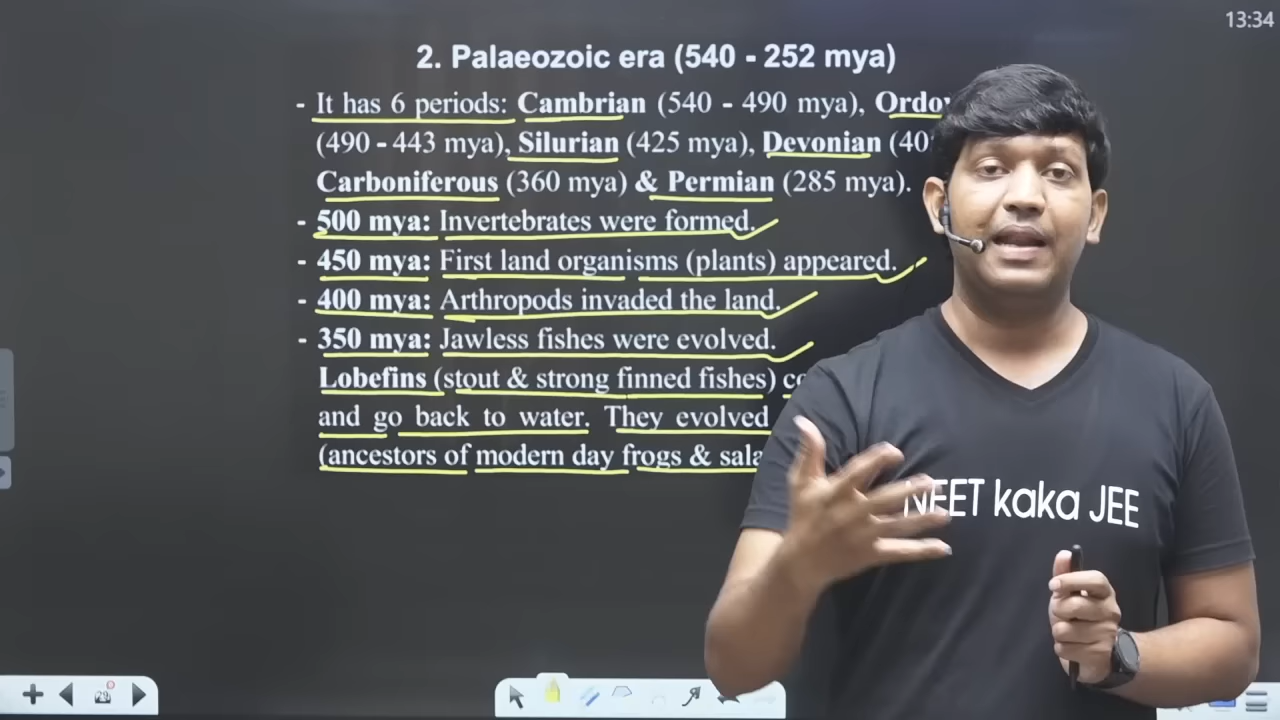 13:34
2. Palaeozoic era (540 - 252 mya)
- It has 6 periods: Cambrian (540 - 490 mya),
(490 - 443 mya), Silurian (425 mya), Devonian
Carboniferous (360 mya) & Permian (285 mya).
- 500 mya: Invertebrates were formed.
- 450 mya: First land organisms (plants) appeared.
- 400 mya: Arthropods invaded the land.
- 350 mya: Jawless fishes were evolved.
Lobefins (stout & strong finned fishes)
and go back to water. They evolved
(ancestors of modern day frogs &
NEET kaka JEE